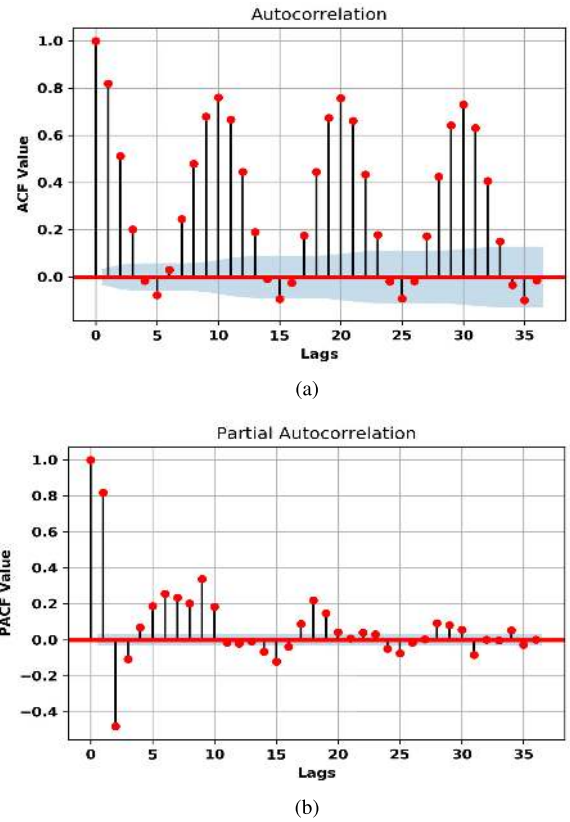 Autocorrelation
1.0
0.8
0.6
0.4
0.2
0.0
ACF Value
0 5 10 15 20 25 30 35
Lags
(a)
Partial Autocorrelation
1.0
0.8
0.6
0.4
0.2
0.0
−0.2
−0.4
PACF Value
0 5 10 15 20 25 30 35
Lags
(b)